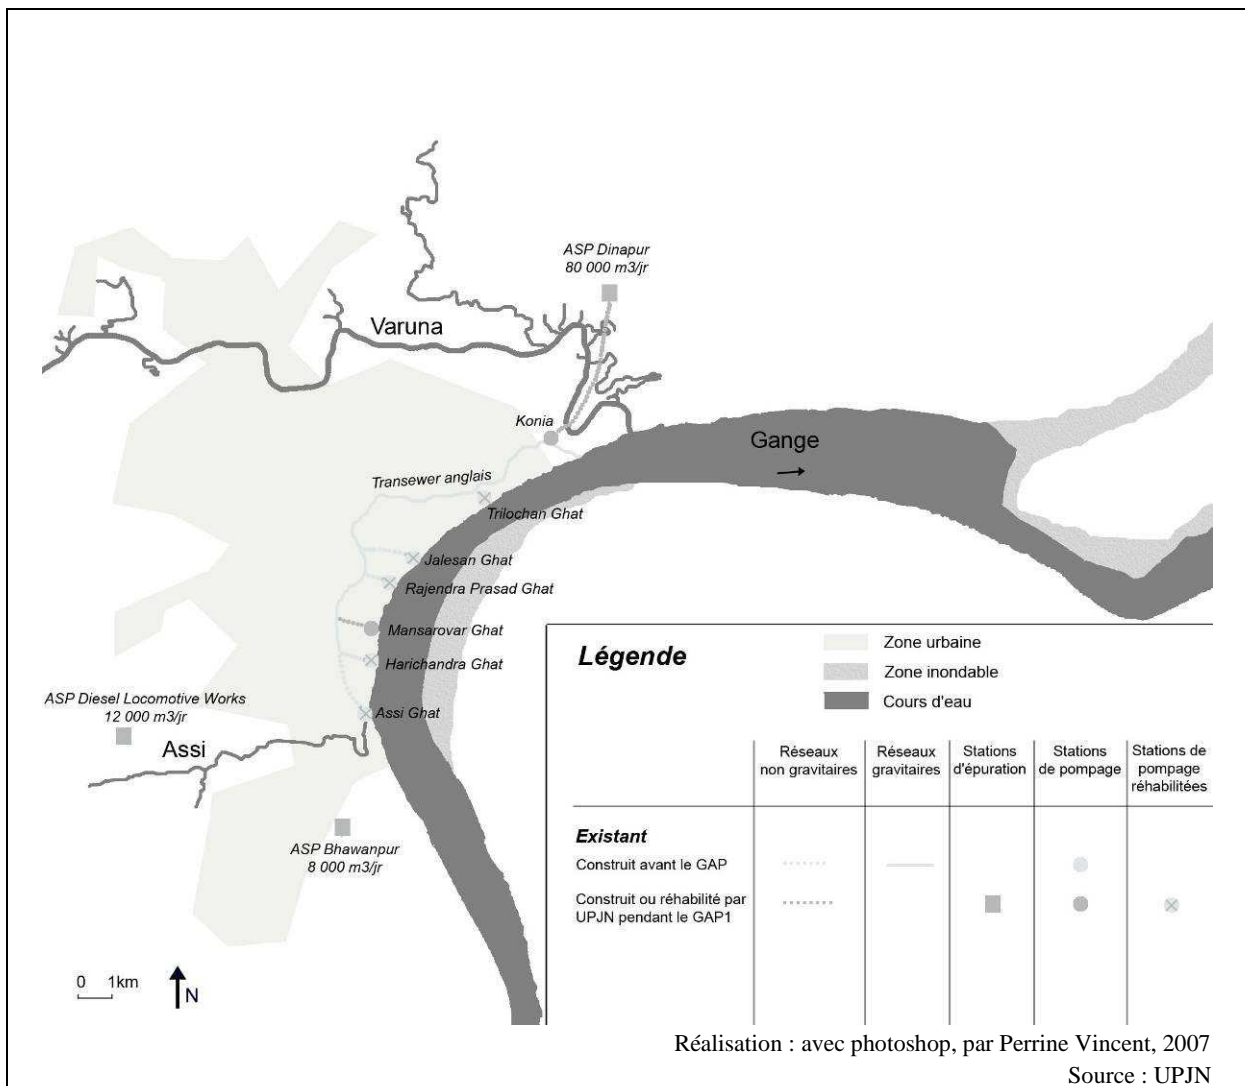 ASP Dinapur
80 000 m3/jr
Varuna
Konia
Gange
Transewer anglais
Trilochan Ghat
Jalesan Ghat
Rajendra Prasad Ghat
Mansarovar Ghat
Harichandra Ghat
ASP Diesel Locomotive Works
12 000 m3/jr
Assi Ghat
Assi
ASP Bhawanpur
8 000 m3/jr
0 1km
N
Légende
Zone urbaine
Zone inondable
Cours d'eau
Réseaux
non gravitaires
Réseaux
gravitaires
Stations
d'épuration
Stations
de pompage
Stations de
pompage
réhabilitées
Existant
Construit avant le GAP
Construit ou réhabilité par
UPJN pendant le GAP1
Réalisation : avec photoshop, par Perrine Vincent, 2007
Source : UPJN